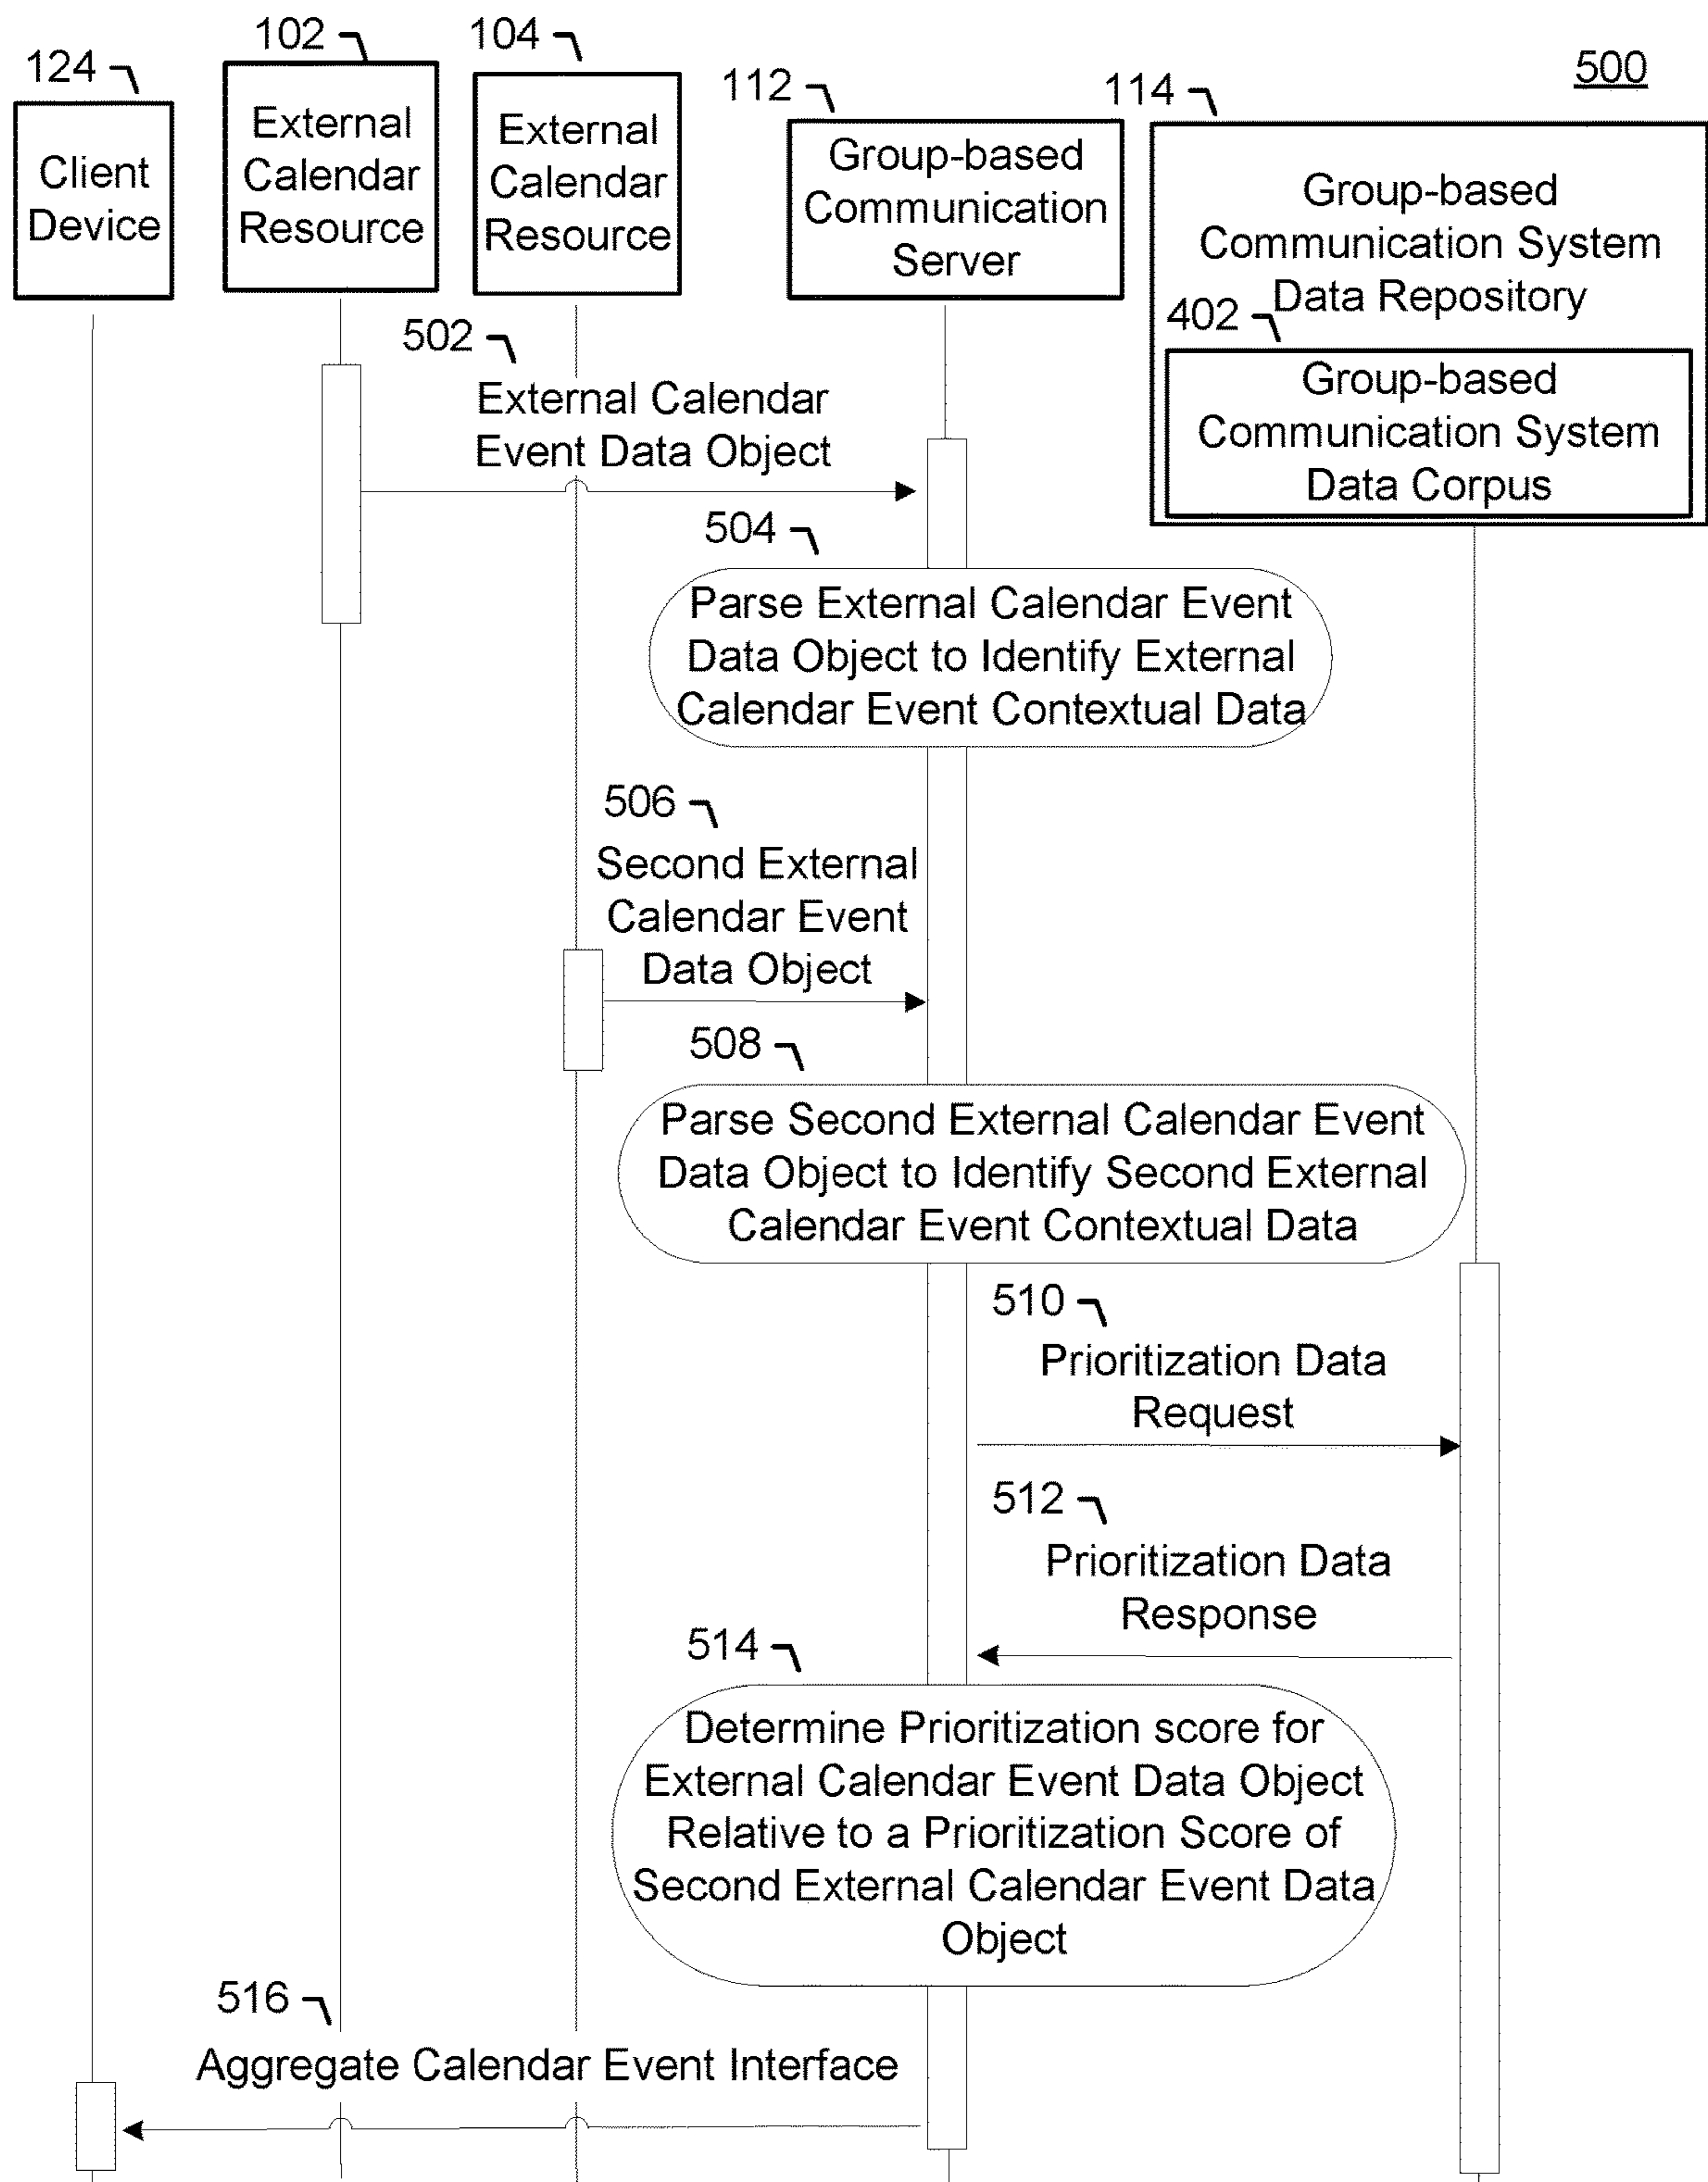 500
124
Client
Device
102
External
Calendar
Resource
104
External
Calendar
Resource
112
Group-based
Communication
Server
114
Group-based
Communication System
Data Repository
402
Group-based
Communication System
Data Corpus
502
External Calendar
Event Data Object
504
Parse External Calendar Event
Data Object to Identify External
Calendar Event Contextual Data
506
Second External
Calendar Event
Data Object
508
Parse Second External Calendar Event
Data Object to Identify Second External
Calendar Event Contextual Data
510
Prioritization Data
Request
512
Prioritization Data
Response
514
Determine Prioritization score for
External Calendar Event Data Object
Relative to a Prioritization Score of
Second External Calendar Event Data
Object
516
Aggregate Calendar Event Interface